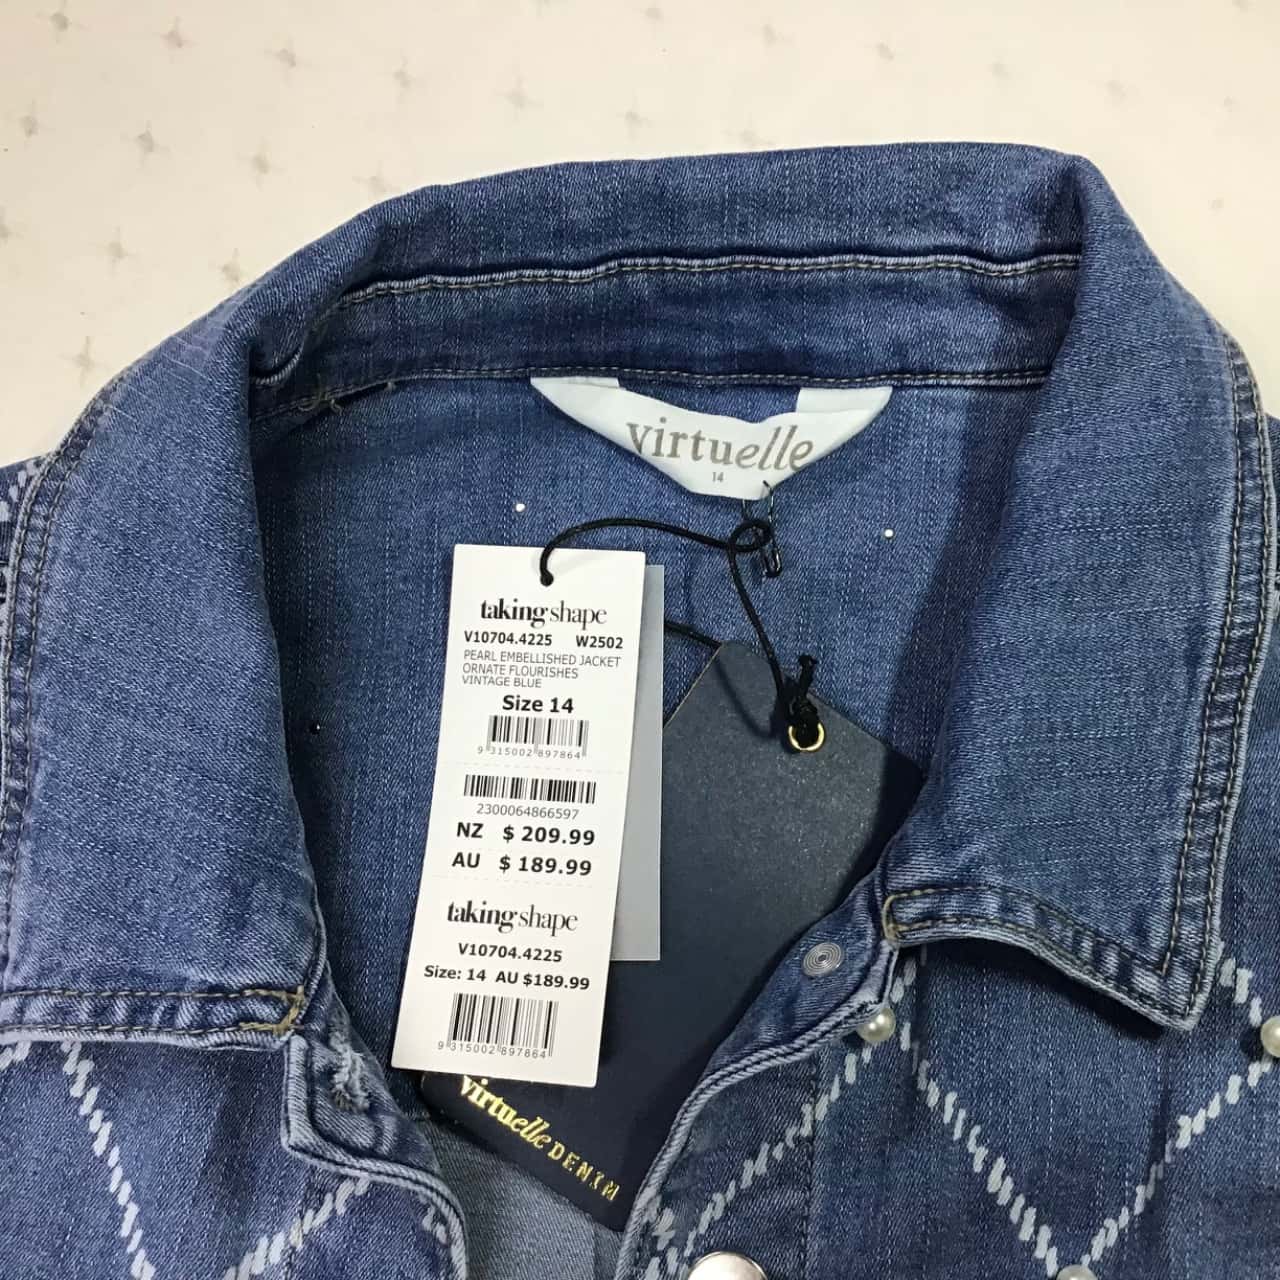 virtuelle
14
taking shape
V10704.4225 W2502
PEARL EMBELLISHED JACKET
ORNATE FLOURISHES
VINTAGE BLUE
Size 14
9 315002 897864
2300064866597
NZ $ 209.99
AU $ 189.99
taking shape
V10704.4225
Size: 14 AU $189.99
9 315002 897864
virtuelle DENIM